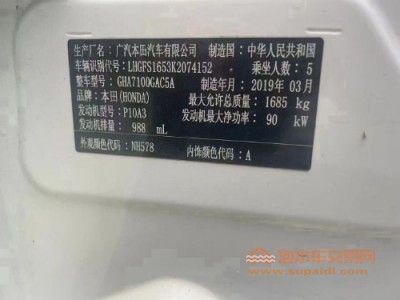 生产厂名：广汽本田汽车有限公司 制造国：中华人民共和国
车辆识别代号：LHGFS1653K2074152 乘坐人数：5
整车型号：GHA7100GAC5A 制造年月：2019年03月
品牌：本田(HONDA) 最大允许总质量：1685 kg
发动机型号：P10A3 发动机最大净功率：90 kW
发动机排量：988 mL
外观颜色代码：NH578 内饰颜色代码：A